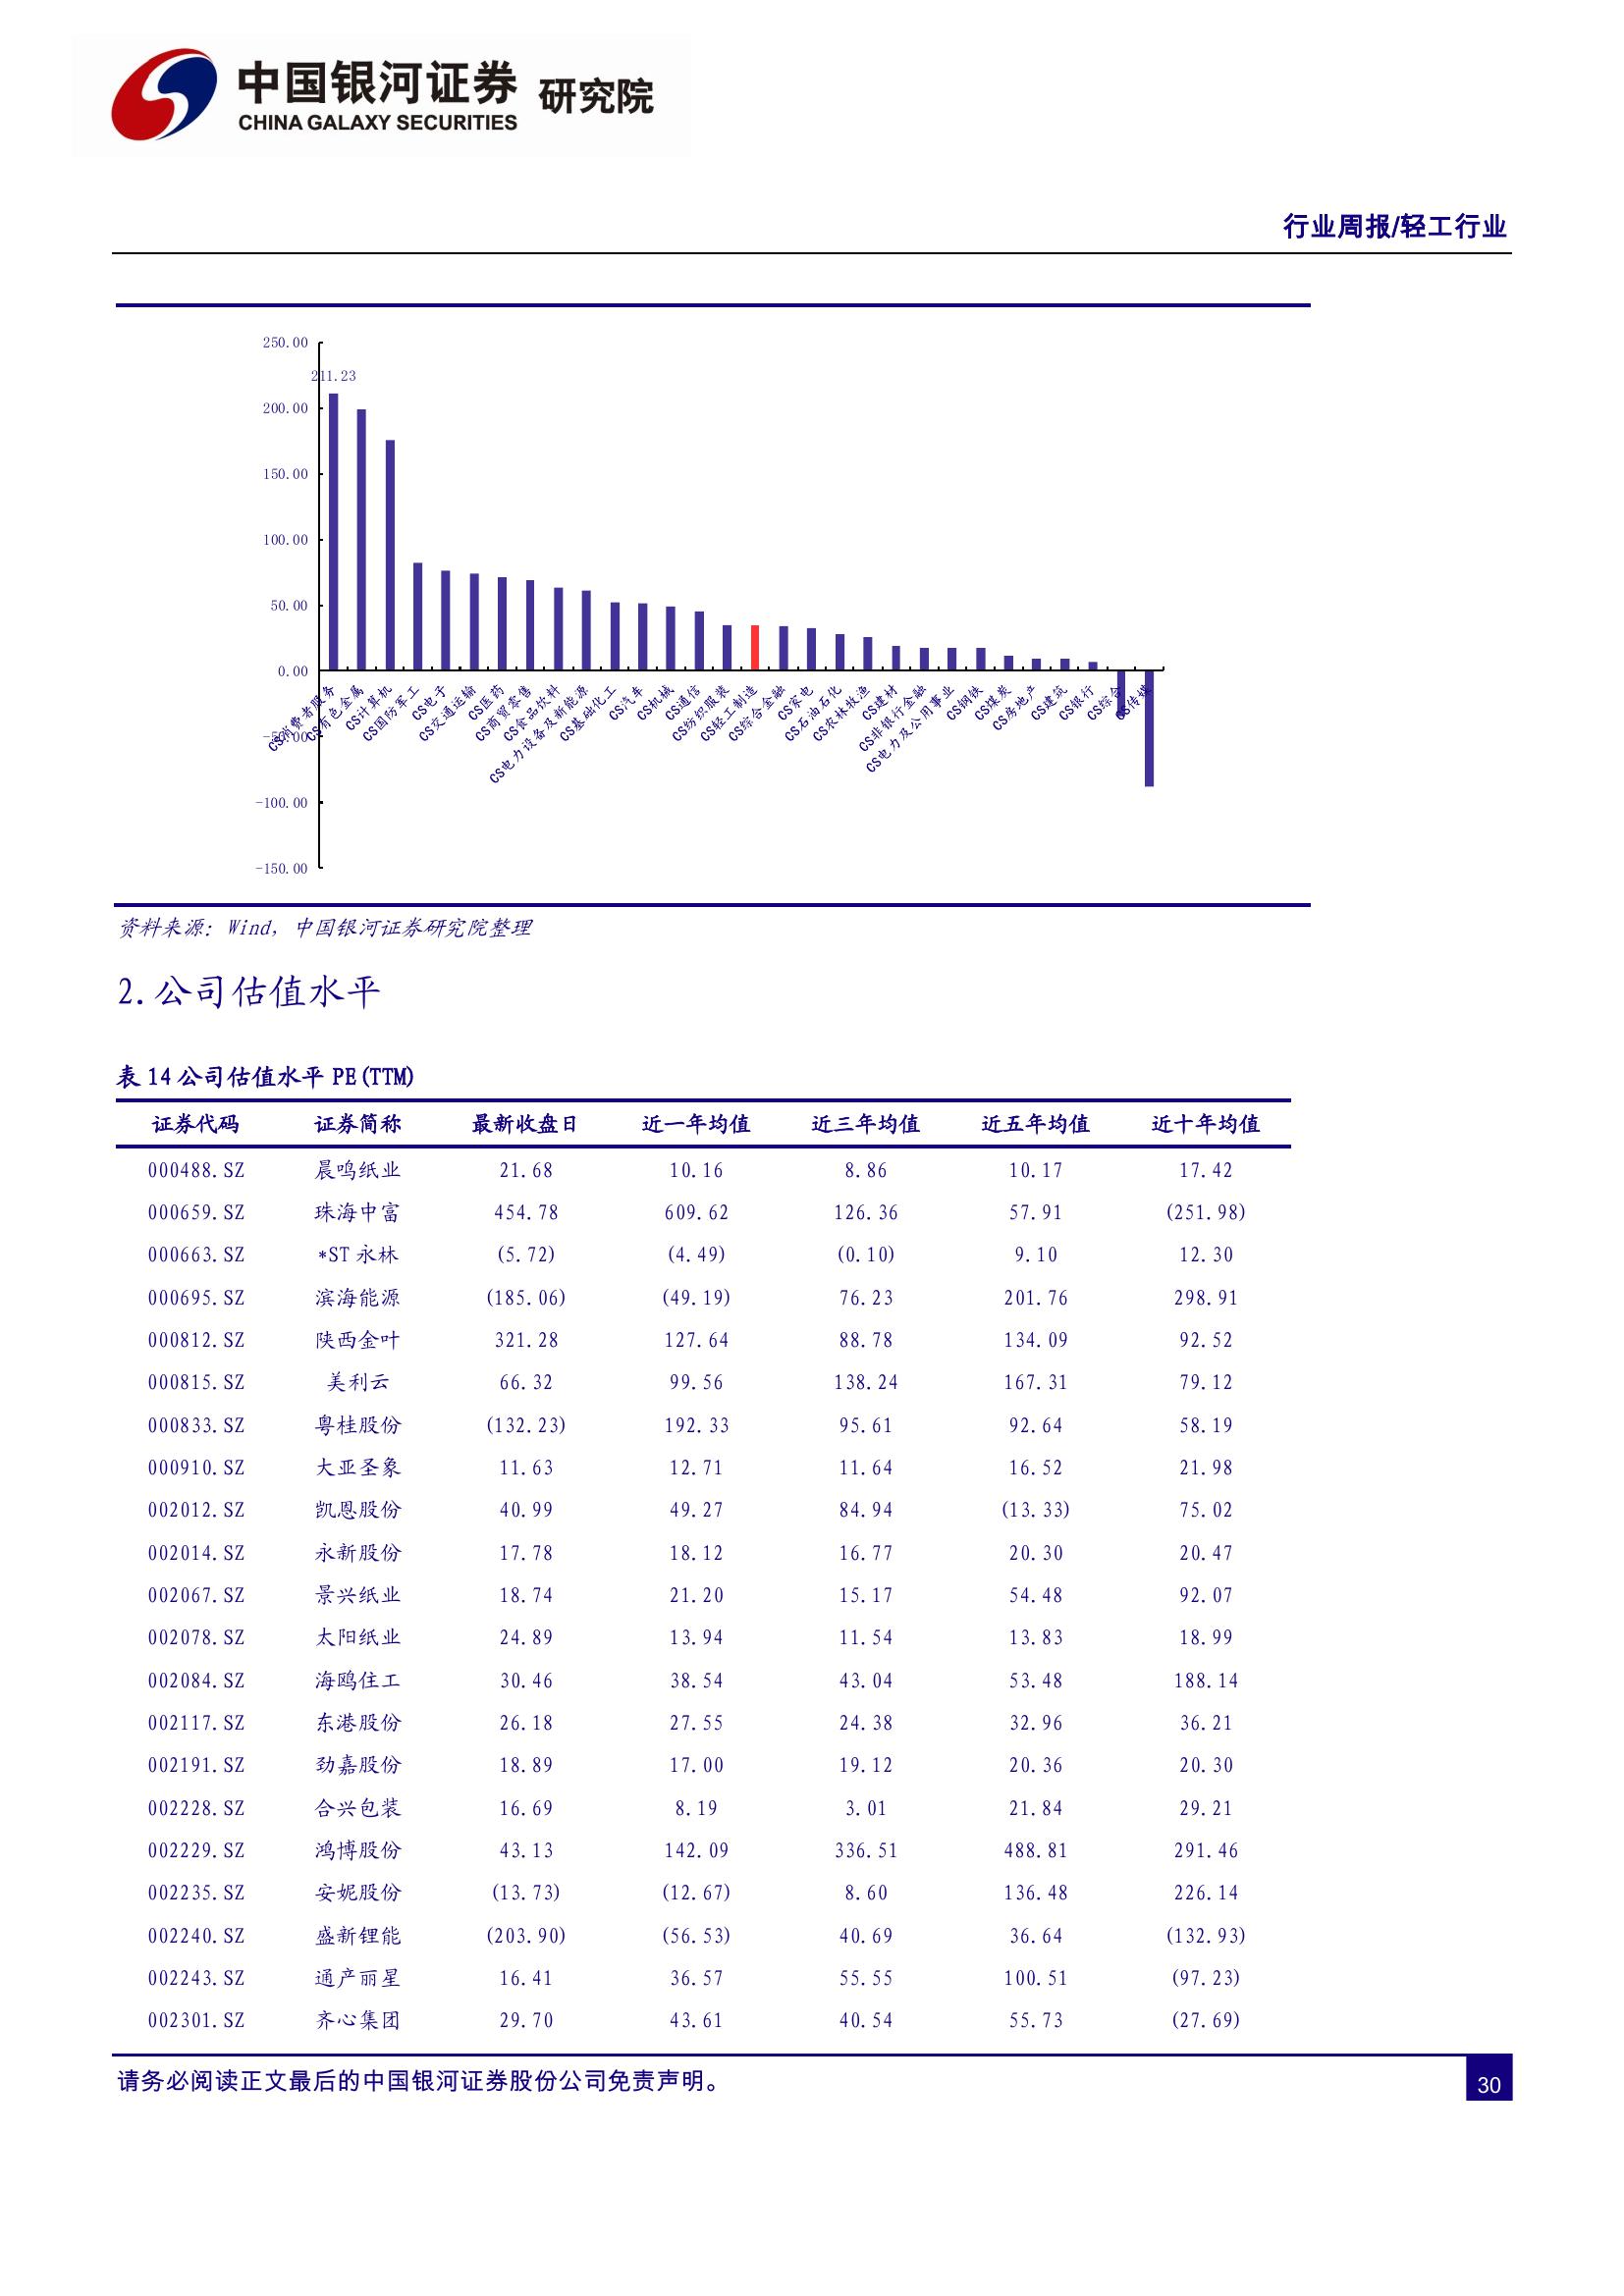 中国银河证券 研究院
CHINA GALAXY SECURITIES
行业周报/轻工行业
250.00
211.23
200.00
150.00
100.00
50.00
0.00
-50.00
-100.00
-150.00
CS消费者服务
CS有色金属
CS计算机
CS国防军工
CS电子
CS交通运输
CS医药
CS商贸零售
CS食品饮料
CS电力设备及新能源
CS基础化工
CS汽车
CS机械
CS通信
CS纺织服装
CS轻工制造
CS综合金融
CS家电
CS石油石化
CS农林牧渔
CS建材
CS非银行金融
CS电力及公用事业
CS钢铁
CS煤炭
CS房地产
CS建筑
CS银行
CS综合
CS传媒
资料来源：Wind，中国银河证券研究院整理
2.公司估值水平
表 14 公司估值水平 PE(TTM)
证券代码 证券简称 最新收盘日 近一年均值 近三年均值 近五年均值 近十年均值
000488.SZ 晨鸣纸业 21.68 10.16 8.86 10.17 17.42
000659.SZ 珠海中富 454.78 609.62 126.36 57.91 (251.98)
000663.SZ *ST 永林 (5.72) (4.49) (0.10) 9.10 12.30
000695.SZ 滨海能源 (185.06) (49.19) 76.23 201.76 298.91
000812.SZ 陕西金叶 321.28 127.64 88.78 134.09 92.52
000815.SZ 美利云 66.32 99.56 138.24 167.31 79.12
000833.SZ 粤桂股份 (132.23) 192.33 95.61 92.64 58.19
000910.SZ 大亚圣象 11.63 12.71 11.64 16.52 21.98
002012.SZ 凯恩股份 40.99 49.27 84.94 (13.33) 75.02
002014.SZ 永新股份 17.78 18.12 16.77 20.30 20.47
002067.SZ 景兴纸业 18.74 21.20 15.17 54.48 92.07
002078.SZ 太阳纸业 24.89 13.94 11.54 13.83 18.99
002084.SZ 海鸥住工 30.46 38.54 43.04 53.48 188.14
002117.SZ 东港股份 26.18 27.55 24.38 32.96 36.21
002191.SZ 劲嘉股份 18.89 17.00 19.12 20.36 20.30
002228.SZ 合兴包装 16.69 8.19 3.01 21.84 29.21
002229.SZ 鸿博股份 43.13 142.09 336.51 488.81 291.46
002235.SZ 安妮股份 (13.73) (12.67) 8.60 136.48 226.14
002240.SZ 盛新锂能 (203.90) (56.53) 40.69 36.64 (132.93)
002243.SZ 通产丽星 16.41 36.57 55.55 100.51 (97.23)
002301.SZ 齐心集团 29.70 43.61 40.54 55.73 (27.69)
请务必阅读正文最后的中国银河证券股份公司免责声明。
30